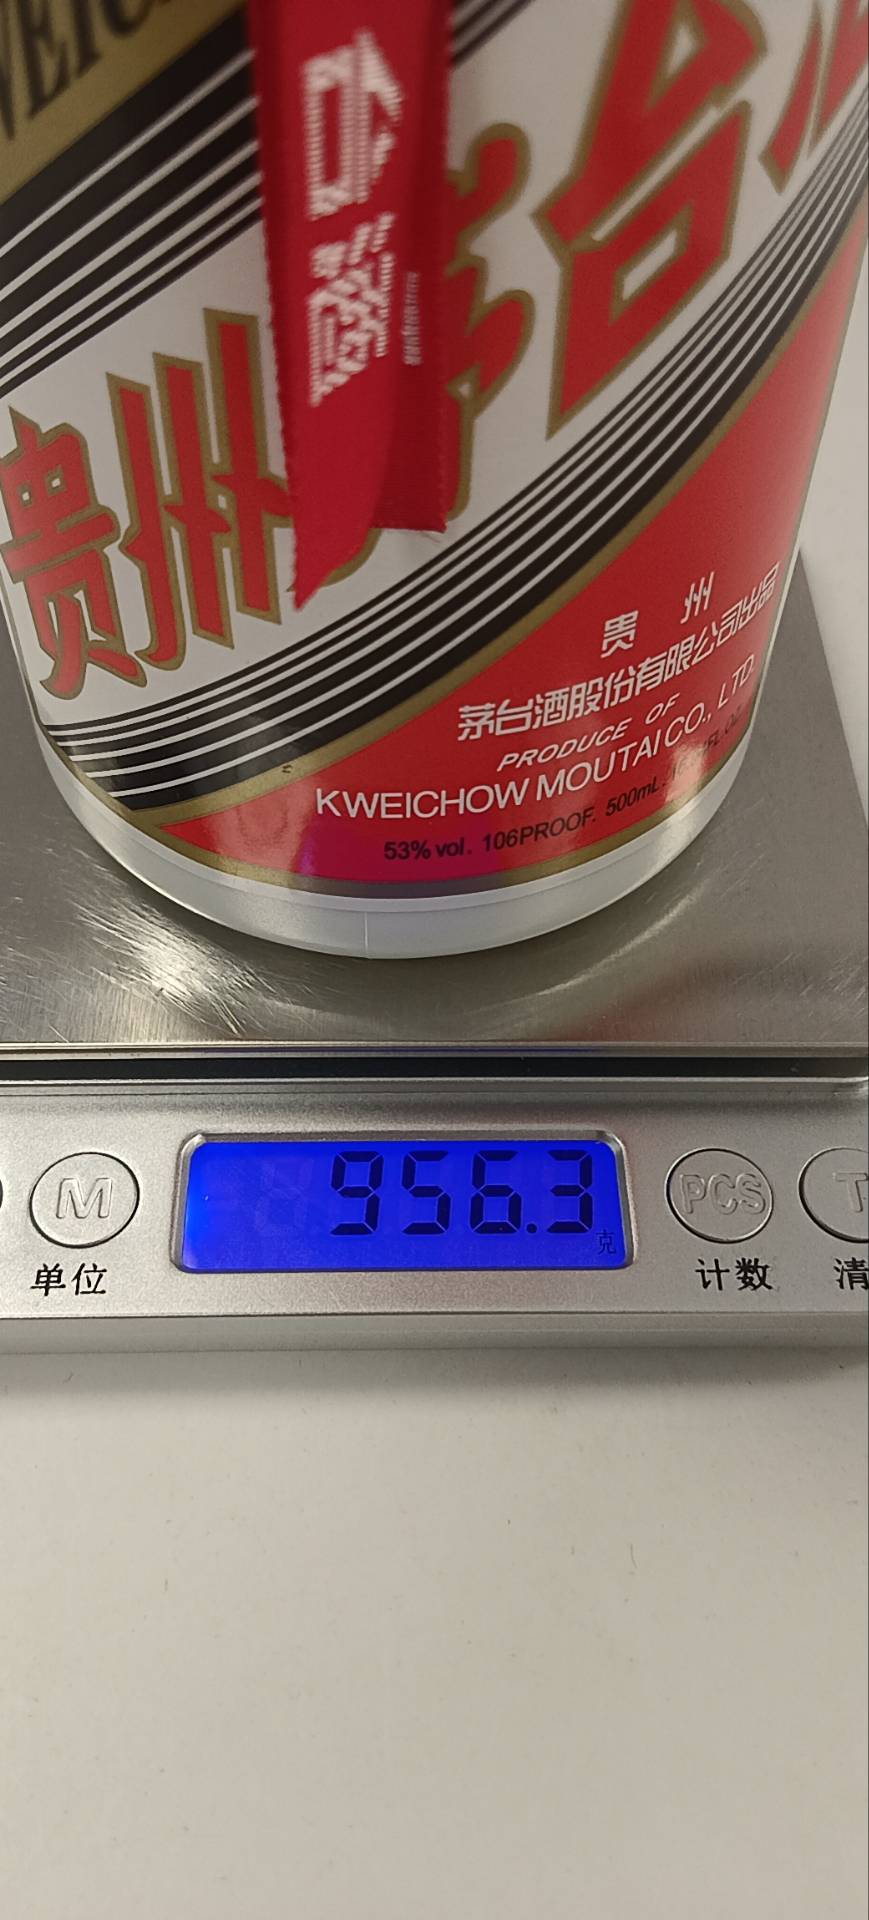 贵州茅台
贵州
茅台酒股份有限公司出品
PRODUCE OF
KWEICHOW MOUTAI CO., LTD.
53% vol. 106PROOF. 500mL.
956.3
克
M
PCS
T
单位
计数
清